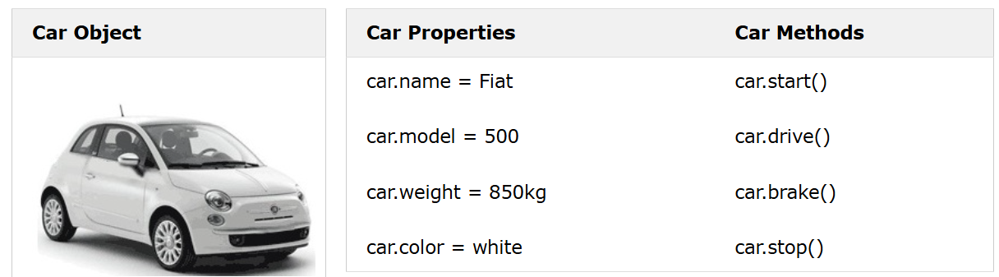 Car Object
Car Properties Car Methods
car.name = Fiat car.start()
car.model = 500 car.drive()
car.weight = 850kg car.brake()
car.color = white car.stop()